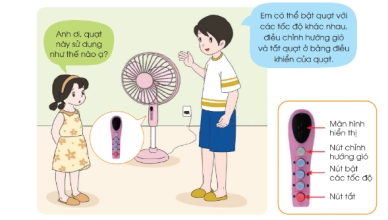 Anh ơi, quạt
này sử dụng
như thế nào ạ?
Em có thể bật quạt với
các tốc độ khác nhau,
điều chỉnh hướng gió
và tắt quạt ở bảng điều
khiển của quạt.
Màn hình
hiển thị
Nút chỉnh
hướng gió
Nút bật
các tốc độ
Nút tắt